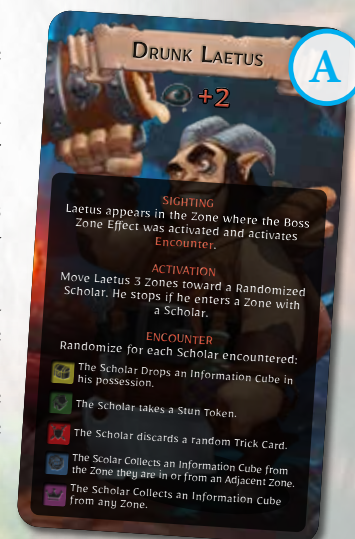 DRUNK LAETUS
A
+2
SIGHTING
Laetus appears in the Zone where the Boss
Zone Effect was activated and activates
Encounter.
ACTIVATION
Move Laetus 3 Zones toward a Randomized
Scholar. He stops if he enters a Zone with
a Scholar.
ENCOUNTER
Randomize for each Scholar encountered:
The Scholar Drops an Information Cube in
his possession.
The Scholar takes a Stun Token.
The Scholar discards a random Trick Card.
The Scolar Collects an Information Cube from
the Zone they are in or from an Adjacent Zone.
The Scholar Collects an Information Cube
from any Zone.